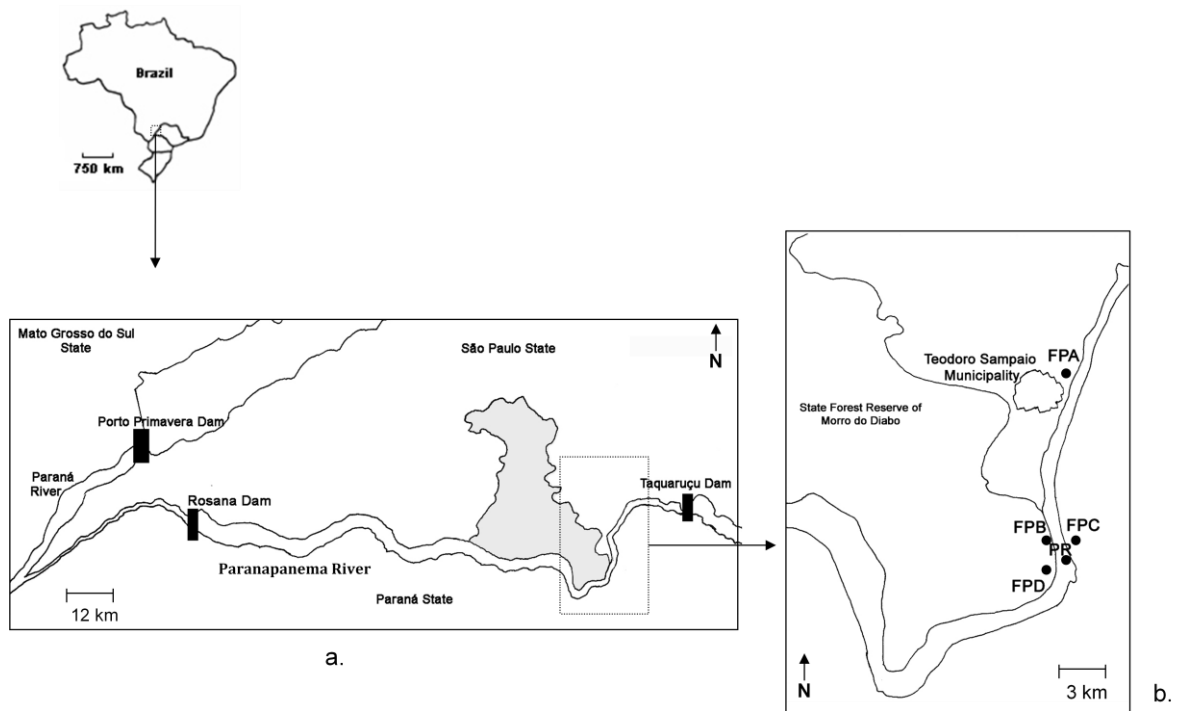 Brazil
750 km
Mato Grosso do Sul
State
São Paulo State
N
Porto Primavera Dam
Paraná
River
Rosana Dam
Taquaruçu Dam
Paranapanema River
Paraná State
12 km
a.
Teodoro Sampaio
Municipality
FPA
State Forest Reserve of
Morro do Diabo
FPB
FPC
PR
FPD
N
3 km
b.